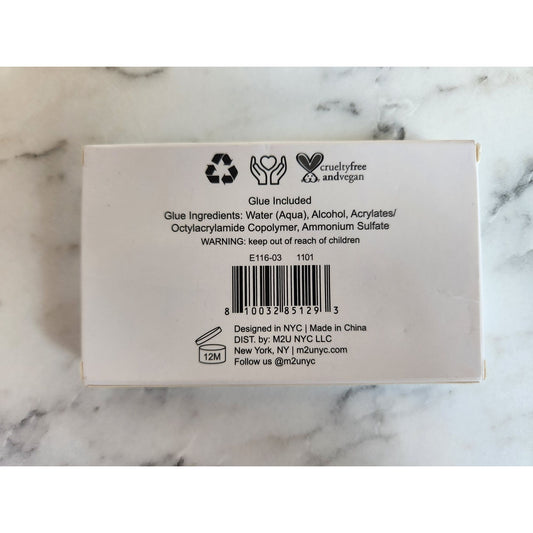 crueltyfree
andvegan
Glue Included
Glue Ingredients: Water (Aqua), Alcohol, Acrylates/
Octylacrylamide Copolymer, Ammonium Sulfate
WARNING: keep out of reach of children
E116-03 1101
8 10032 85129 3
Designed in NYC | Made in China
DIST. by: M2U NYC LLC
12M
New York, NY | m2unyc.com
Follow us @m2unyc